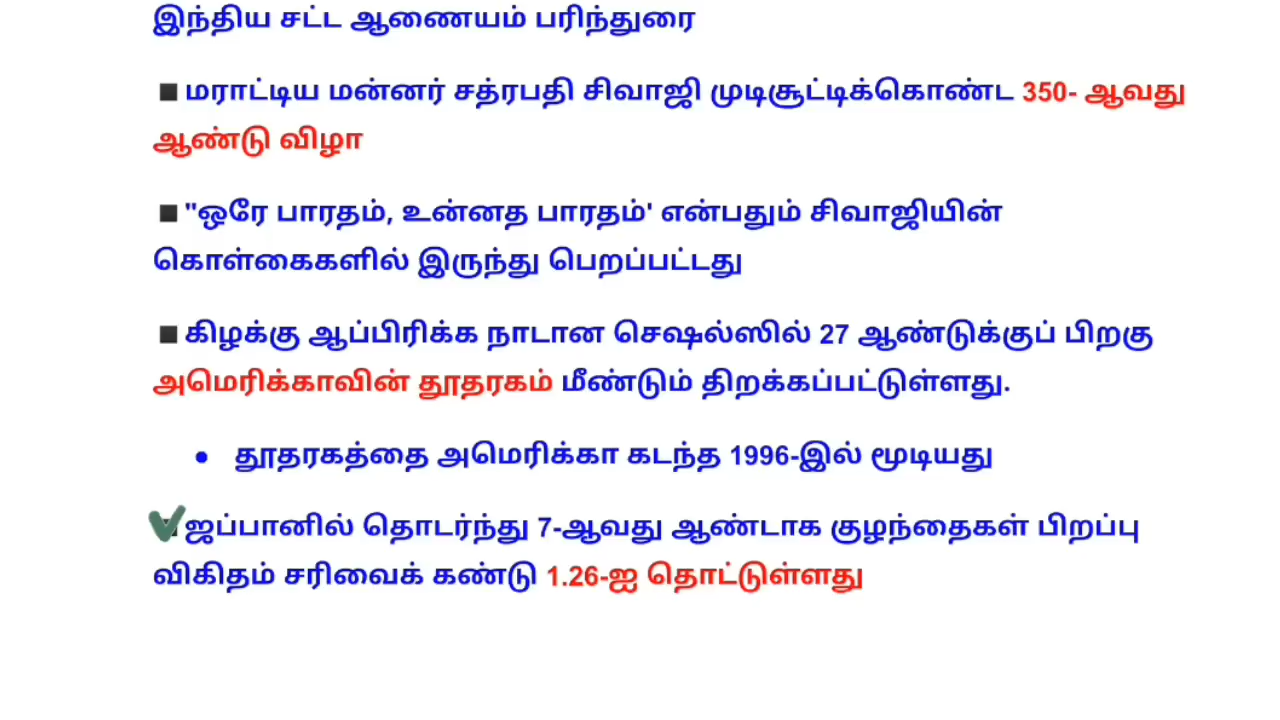 இந்திய சட்ட ஆணையம் பரிந்துரை
◾மராட்டிய மன்னர் சத்ரபதி சிவாஜி முடிசூட்டிக்கொண்ட 350- ஆவது
ஆண்டு விழா
◾"ஒரே பாரதம், உன்னத பாரதம்' என்பதும் சிவாஜியின்
கொள்கைகளில் இருந்து பெறப்பட்டது
◾கிழக்கு ஆப்பிரிக்க நாடான செஷல்ஸில் 27 ஆண்டுக்குப் பிறகு
அமெரிக்காவின் தூதரகம் மீண்டும் திறக்கப்பட்டுள்ளது.
● தூதரகத்தை அமெரிக்கா கடந்த 1996-இல் மூடியது
◾ஜப்பானில் தொடர்ந்து 7-ஆவது ஆண்டாக குழந்தைகள் பிறப்பு
விகிதம் சரிவைக் கண்டு 1.26-ஐ தொட்டுள்ளது